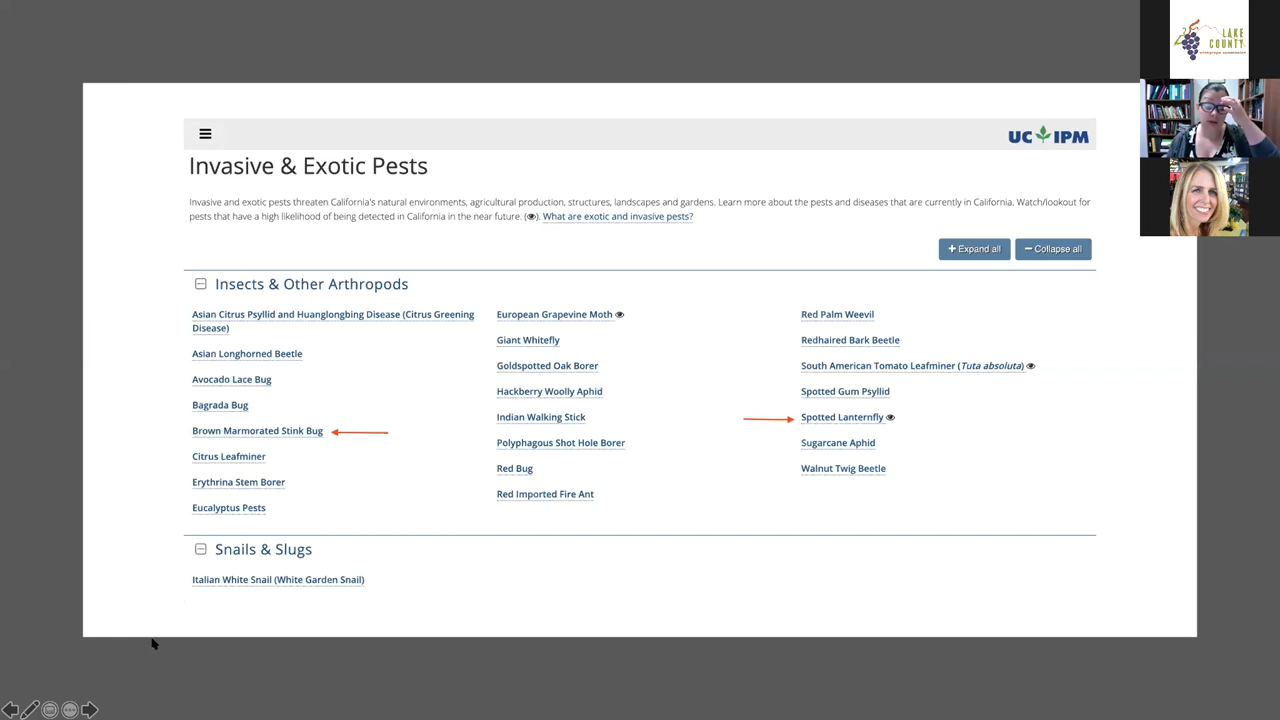 LAKE
COUNTY
winegrape commission
UC IPM
Invasive & Exotic Pests
Invasive and exotic pests threaten California's natural environments, agricultural production, structures, landscapes and gardens. Learn more about the pests and diseases that are currently in California. Watch/lookout for
pests that have a high likelihood of being detected in California in the near future. (👁). What are exotic and invasive pests?
+ Expand all
− Collapse all
Insects & Other Arthropods
Asian Citrus Psyllid and Huanglongbing Disease (Citrus Greening
Disease)
Asian Longhorned Beetle
Avocado Lace Bug
Bagrada Bug
Brown Marmorated Stink Bug
Citrus Leafminer
Erythrina Stem Borer
Eucalyptus Pests
European Grapevine Moth
Giant Whitefly
Goldspotted Oak Borer
Hackberry Woolly Aphid
Indian Walking Stick
Polyphagous Shot Hole Borer
Red Bug
Red Imported Fire Ant
Red Palm Weevil
Redhaired Bark Beetle
South American Tomato Leafminer (Tuta absoluta)
Spotted Gum Psyllid
Spotted Lanternfly
Sugarcane Aphid
Walnut Twig Beetle
Snails & Slugs
Italian White Snail (White Garden Snail)